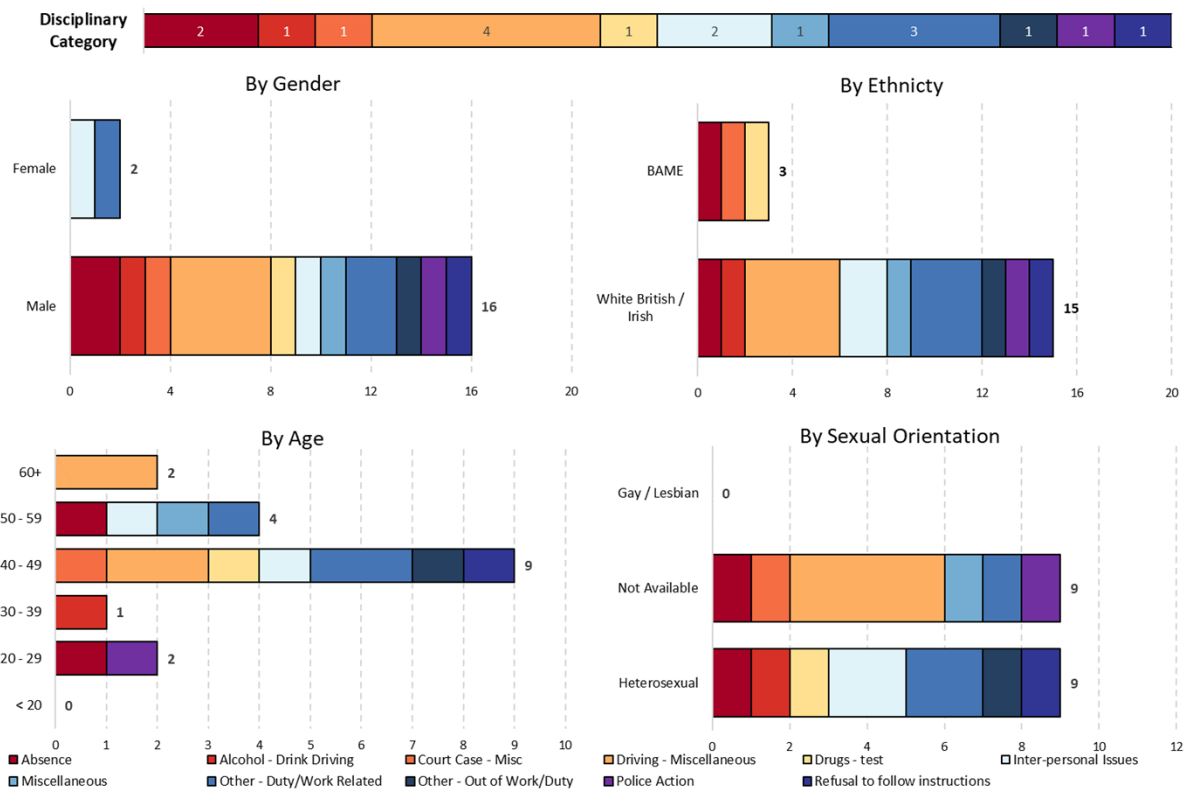 Disciplinary
Category
2 1 1 4 1 2 1 3 1 1 1
By Gender
Female
2
Male
16
0 4 8 12 16 20
By Ethnicty
BAME
3
White British /
Irish
15
0 4 8 12 16 20
By Age
60+
2
50 - 59
4
40 - 49
9
30 - 39
1
20 - 29
2
< 20
0
0 1 2 3 4 5 6 7 8 9 10
By Sexual Orientation
Gay / Lesbian
0
Not Available
9
Heterosexual
9
0 2 4 6 8 10 12
Absence Alcohol - Drink Driving Court Case - Misc Driving - Miscellaneous Drugs - test Inter-personal Issues
Miscellaneous Other - Duty/Work Related Other - Out of Work/Duty Police Action Refusal to follow instructions